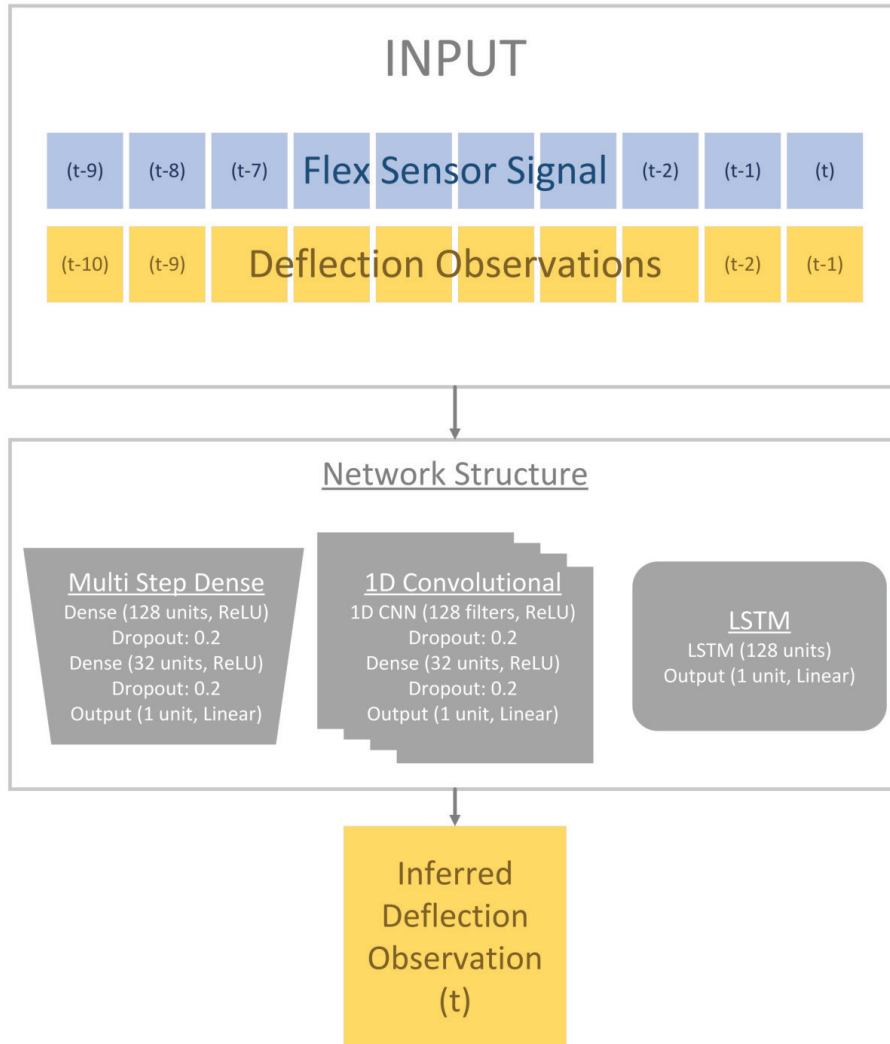 INPUT
(t-9) (t-8) (t-7) Flex Sensor Signal (t-2) (t-1) (t)
(t-10) (t-9) Deflection Observations (t-2) (t-1)
Network Structure
Multi Step Dense
Dense (128 units, ReLU)
Dropout: 0.2
Dense (32 units, ReLU)
Dropout: 0.2
Output (1 unit, Linear)
1D Convolutional
1D CNN (128 filters, ReLU)
Dropout: 0.2
Dense (32 units, ReLU)
Dropout: 0.2
Output (1 unit, Linear)
LSTM
LSTM (128 units)
Output (1 unit, Linear)
Inferred
Deflection
Observation
(t)